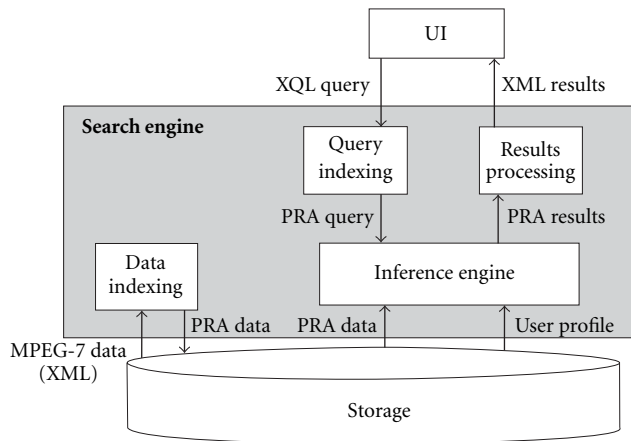 UI
XQL query
XML results
Search engine
Query
indexing
Results
processing
PRA query
PRA results
Data
indexing
Inference engine
PRA data
PRA data
User profile
MPEG-7 data
(XML)
Storage